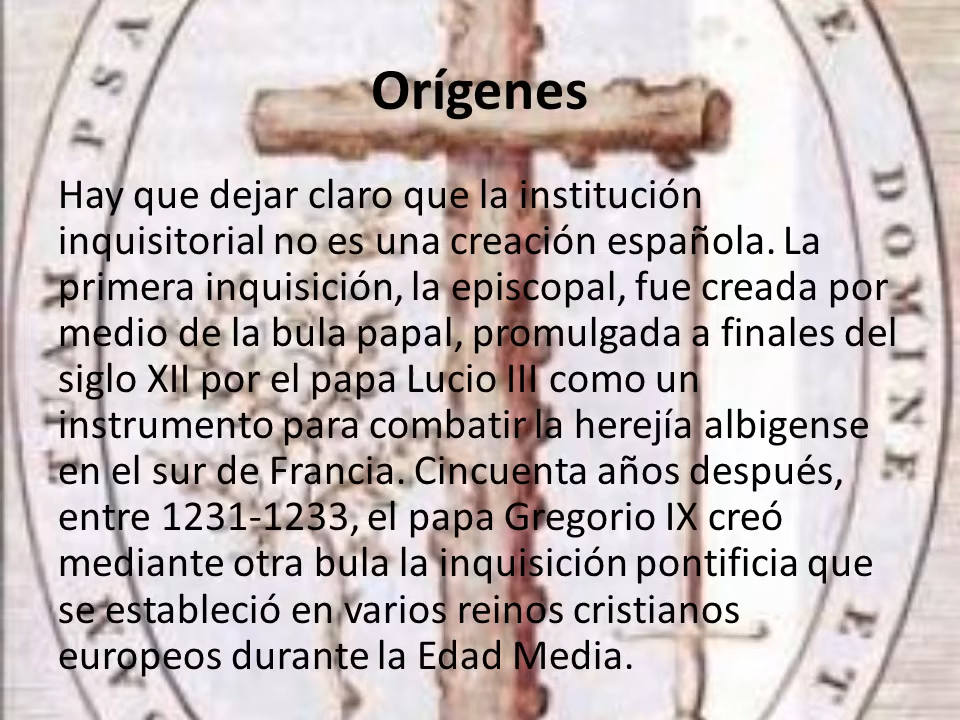 Orígenes
Hay que dejar claro que la institución
inquisitorial no es una creación española. La
primera inquisición, la episcopal, fue creada por
medio de la bula papal, promulgada a finales del
siglo XII por el papa Lucio III como un
instrumento para combatir la herejía albigense
en el sur de Francia. Cincuenta años después,
entre 1231-1233, el papa Gregorio IX creó
mediante otra bula la inquisición pontificia que
se estableció en varios reinos cristianos
europeos durante la Edad Media.
PSA
E DOMINE ET